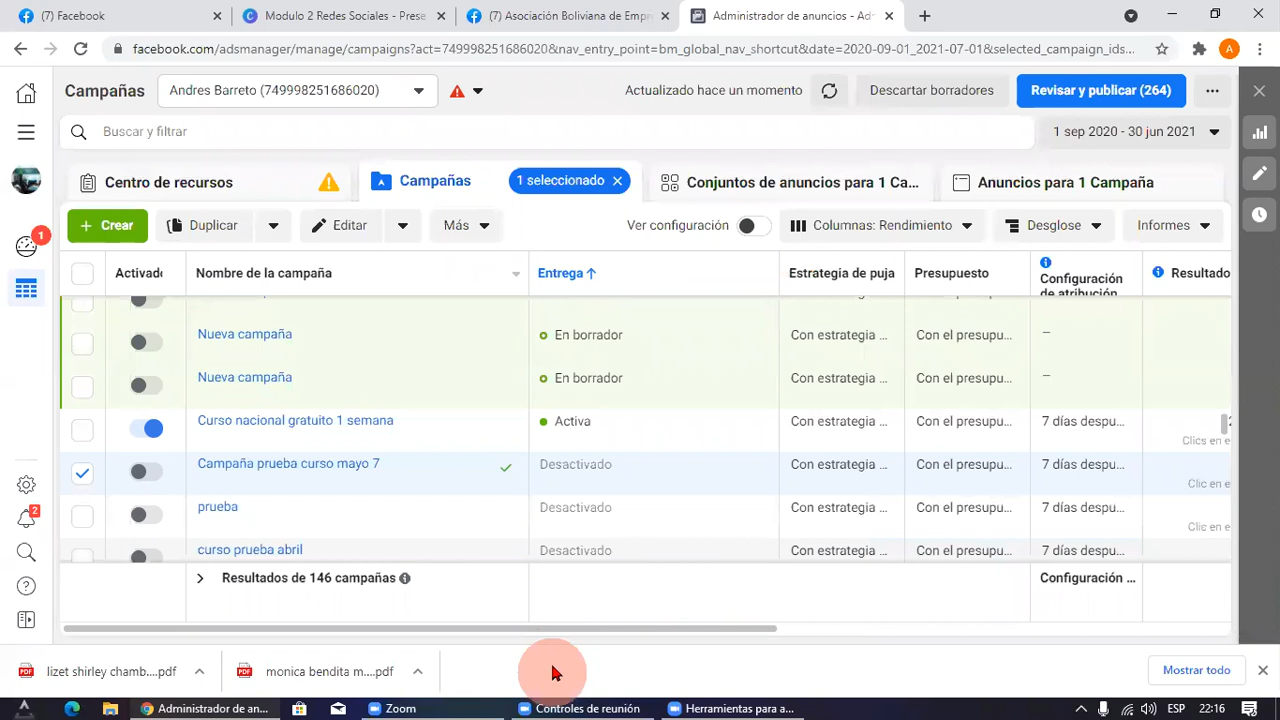 (7) Facebook
Modulo 2 Redes Sociales - Pres
(7) Asociación Boliviana de Empr
Administrador de anuncios - Ad
facebook.com/adsmanager/manage/campaigns?act=749998251686020&nav_entry_point=bm_global_nav_shortcut&date=2020-09-01_2021-07-01&selected_campaign_ids...
A
Campañas
Andres Barreto (749998251686020)
Actualizado hace un momento
Descartar borradores
Revisar y publicar (264)
Buscar y filtrar
1 sep 2020 - 30 jun 2021
Centro de recursos
Campañas
1 seleccionado
Conjuntos de anuncios para 1 Ca...
Anuncios para 1 Campaña
+ Crear
Duplicar
Editar
Más
Ver configuración
Columnas: Rendimiento
Desglose
Informes
1
Activado
Nombre de la campaña
Entrega
Estrategia de puja
Presupuesto
Configuración de atribución
Resultado
Nueva campaña
En borrador
Con estrategia ...
Con el presupu...
—
Nueva campaña
En borrador
Con estrategia ...
Con el presupu...
—
Curso nacional gratuito 1 semana
Activa
Con estrategia ...
Con el presupu...
7 días despu...
Clics en e
Campaña prueba curso mayo 7
Desactivado
Con estrategia ...
Con el presupu...
7 días despu...
Clic en e
prueba
Desactivado
Con estrategia ...
Con el presupu...
7 días despu...
Clic en e
curso prueba abril
Desactivado
Con estrategia ...
Con el presupu...
7 días despu...
2
Resultados de 146 campañas
Configuración ...
lizet shirley chamb....pdf
monica bendita m....pdf
Mostrar todo
Administrador de an...
Zoom
Controles de reunión
Herramientas para a...
ESP
22:16